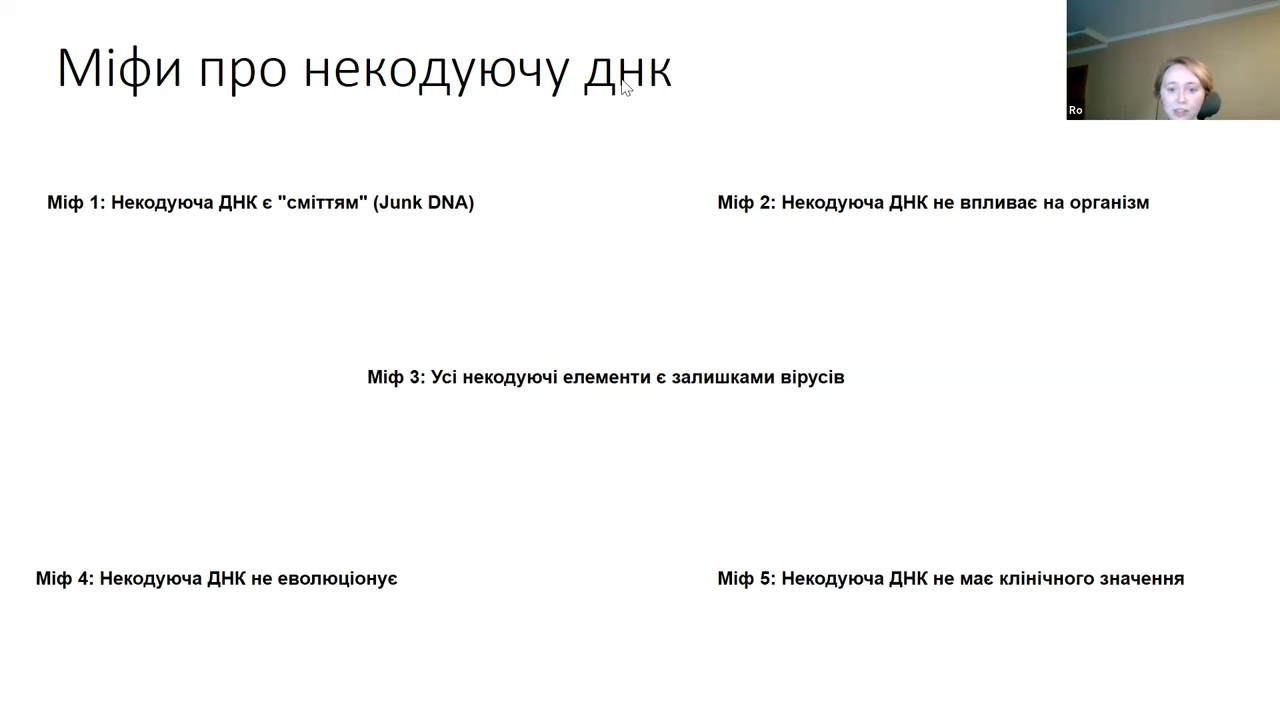 Міфи про некодуючу днк
Ro
Міф 1: Некодуюча ДНК є "сміттям" (Junk DNA)
Міф 2: Некодуюча ДНК не впливає на організм
Міф 3: Усі некодуючі елементи є залишками вірусів
Міф 4: Некодуюча ДНК не еволюціонує
Міф 5: Некодуюча ДНК не має клінічного значення